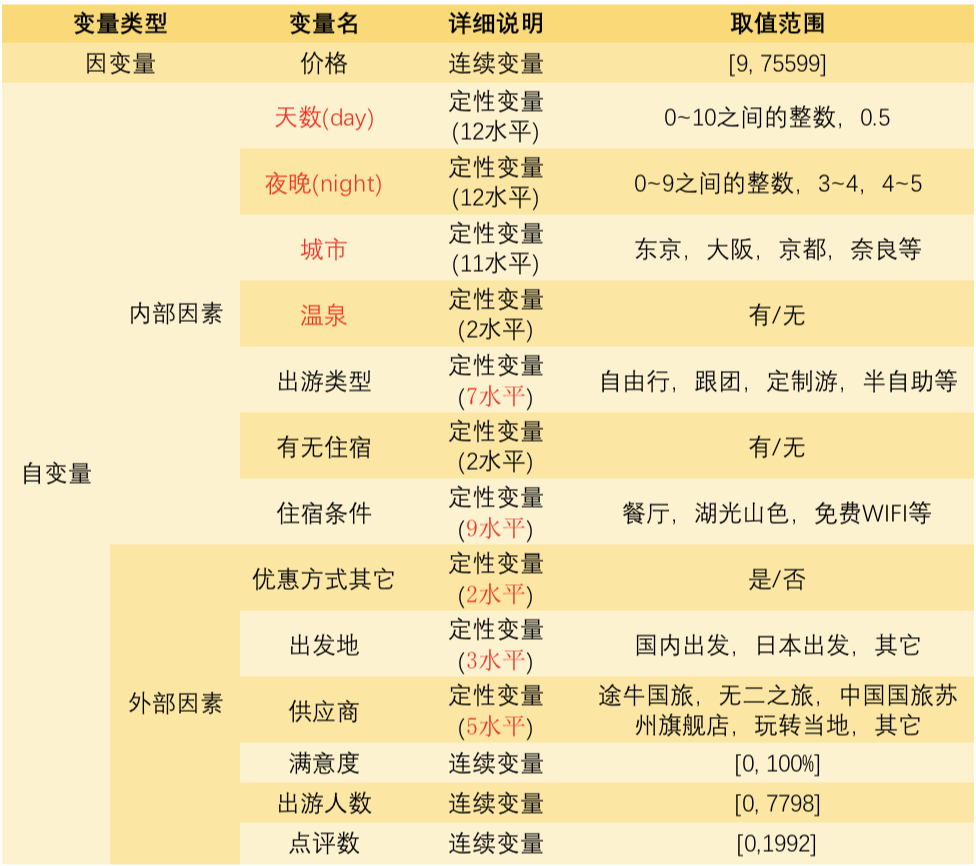 变量类型 变量名 详细说明 取值范围
因变量 价格 连续变量 [9, 75599]
自变量
内部因素
天数(day) 定性变量 0~10之间的整数，0.5
(12水平)
夜晚(night) 定性变量 0~9之间的整数，3~4，4~5
(12水平)
城市 定性变量 东京，大阪，京都，奈良等
(11水平)
温泉 定性变量 有/无
(2水平)
出游类型 定性变量 自由行，跟团，定制游，半自助等
(7水平)
有无住宿 定性变量 有/无
(2水平)
住宿条件 定性变量 餐厅，湖光山色，免费WIFI等
(9水平)
外部因素
优惠方式其它 定性变量 是/否
(2水平)
出发地 定性变量 国内出发，日本出发，其它
(3水平)
供应商 定性变量 途牛国旅，无二之旅，中国国旅苏
(5水平) 州旗舰店，玩转当地，其它
满意度 连续变量 [0, 100%]
出游人数 连续变量 [0, 7798]
点评数 连续变量 [0,1992]